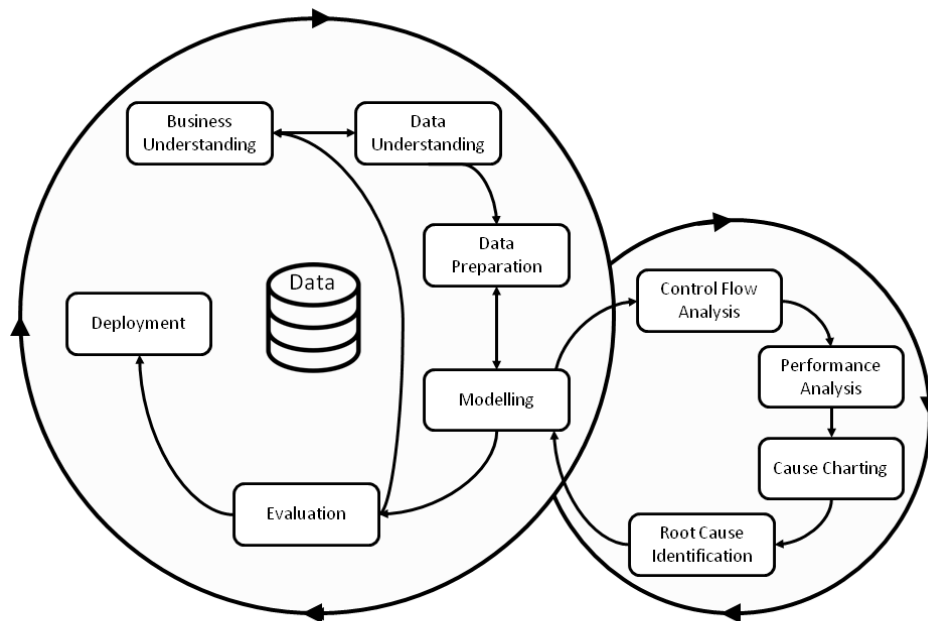 Business
Understanding
Data
Understanding
Data
Preparation
Data
Deployment
Modelling
Evaluation
Control Flow
Analysis
Performance
Analysis
Cause Charting
Root Cause
Identification